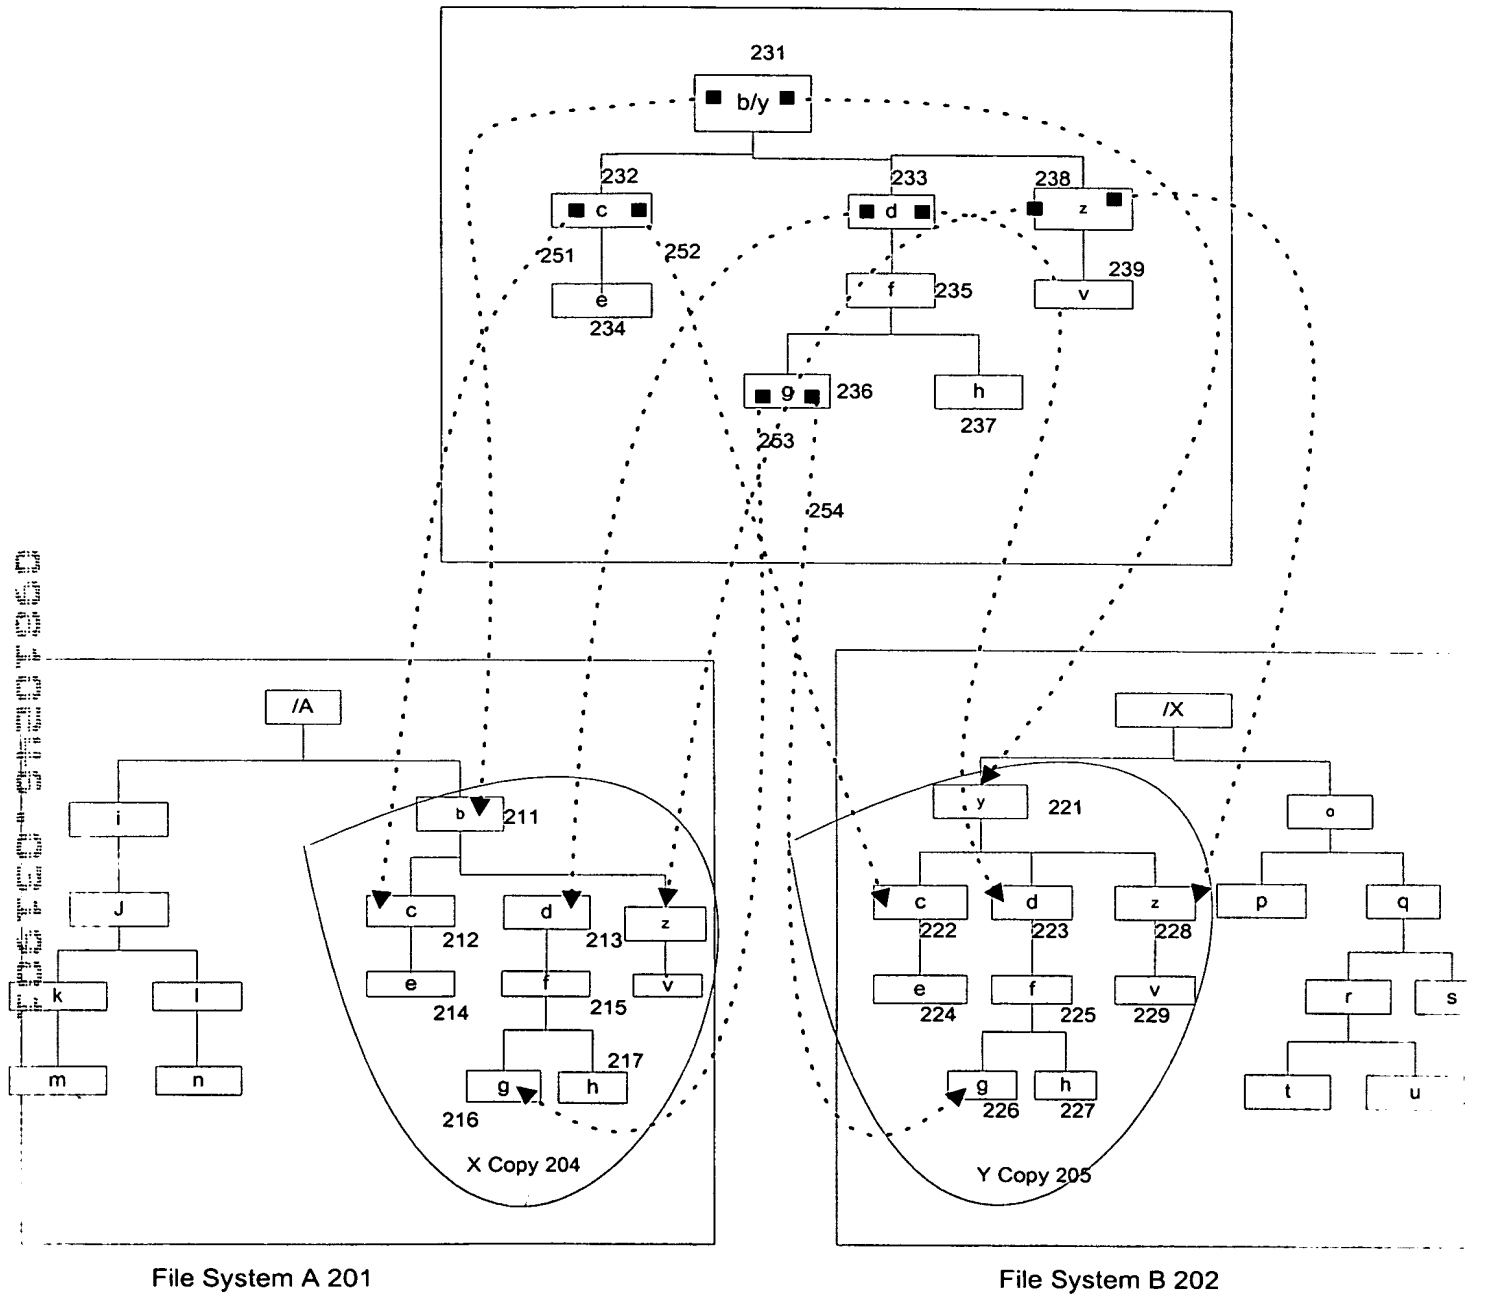 231
b/y
232
233
238
c
d
z
251
252
239
e
f
235
v
234
g
236
h
253
237
254
/A
/X
i
b
211
y
221
o
J
c
d
z
c
d
z
p
q
212
213
222
223
228
k
l
e
f
v
e
f
v
r
s
214
215
224
225
229
217
m
n
g
h
g
h
t
u
216
226
227
X Copy 204
Y Copy 205
File System A 201
File System B 202